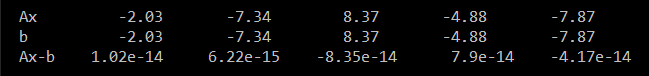 Ax -2.03 -7.34 8.37 -4.88 -7.87
b -2.03 -7.34 8.37 -4.88 -7.87
Ax-b 1.02e-14 6.22e-15 -8.35e-14 7.9e-14 -4.17e-14